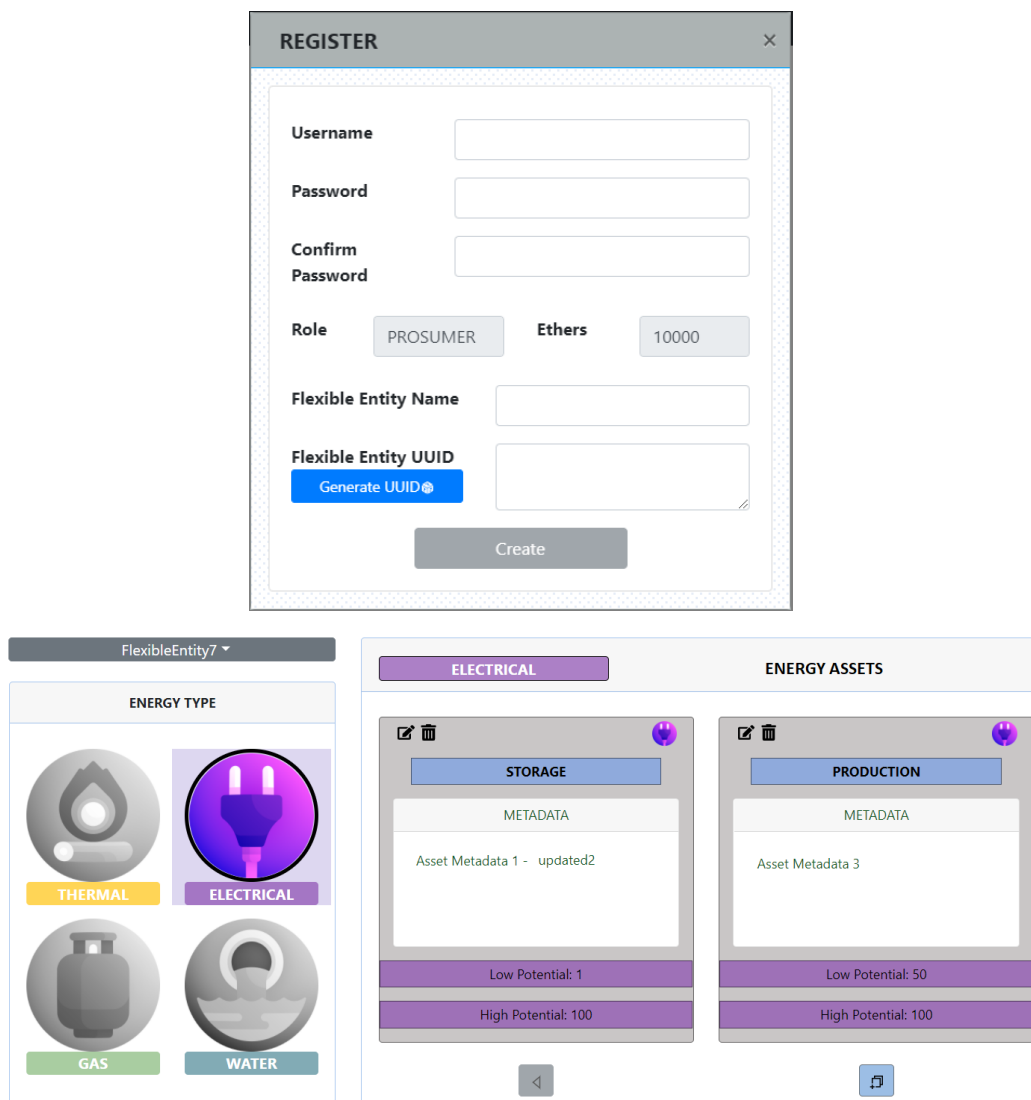 REGISTER ×
Username
Password
Confirm
Password
Role PROSUMER Ethers 10000
Flexible Entity Name
Flexible Entity UUID
Generate UUID
Create
FlexibleEntity7
ENERGY TYPE
THERMAL ELECTRICAL
GAS WATER
ELECTRICAL ENERGY ASSETS
STORAGE
METADATA
Asset Metadata 1 - updated2
Low Potential: 1
High Potential: 100
PRODUCTION
METADATA
Asset Metadata 3
Low Potential: 50
High Potential: 100